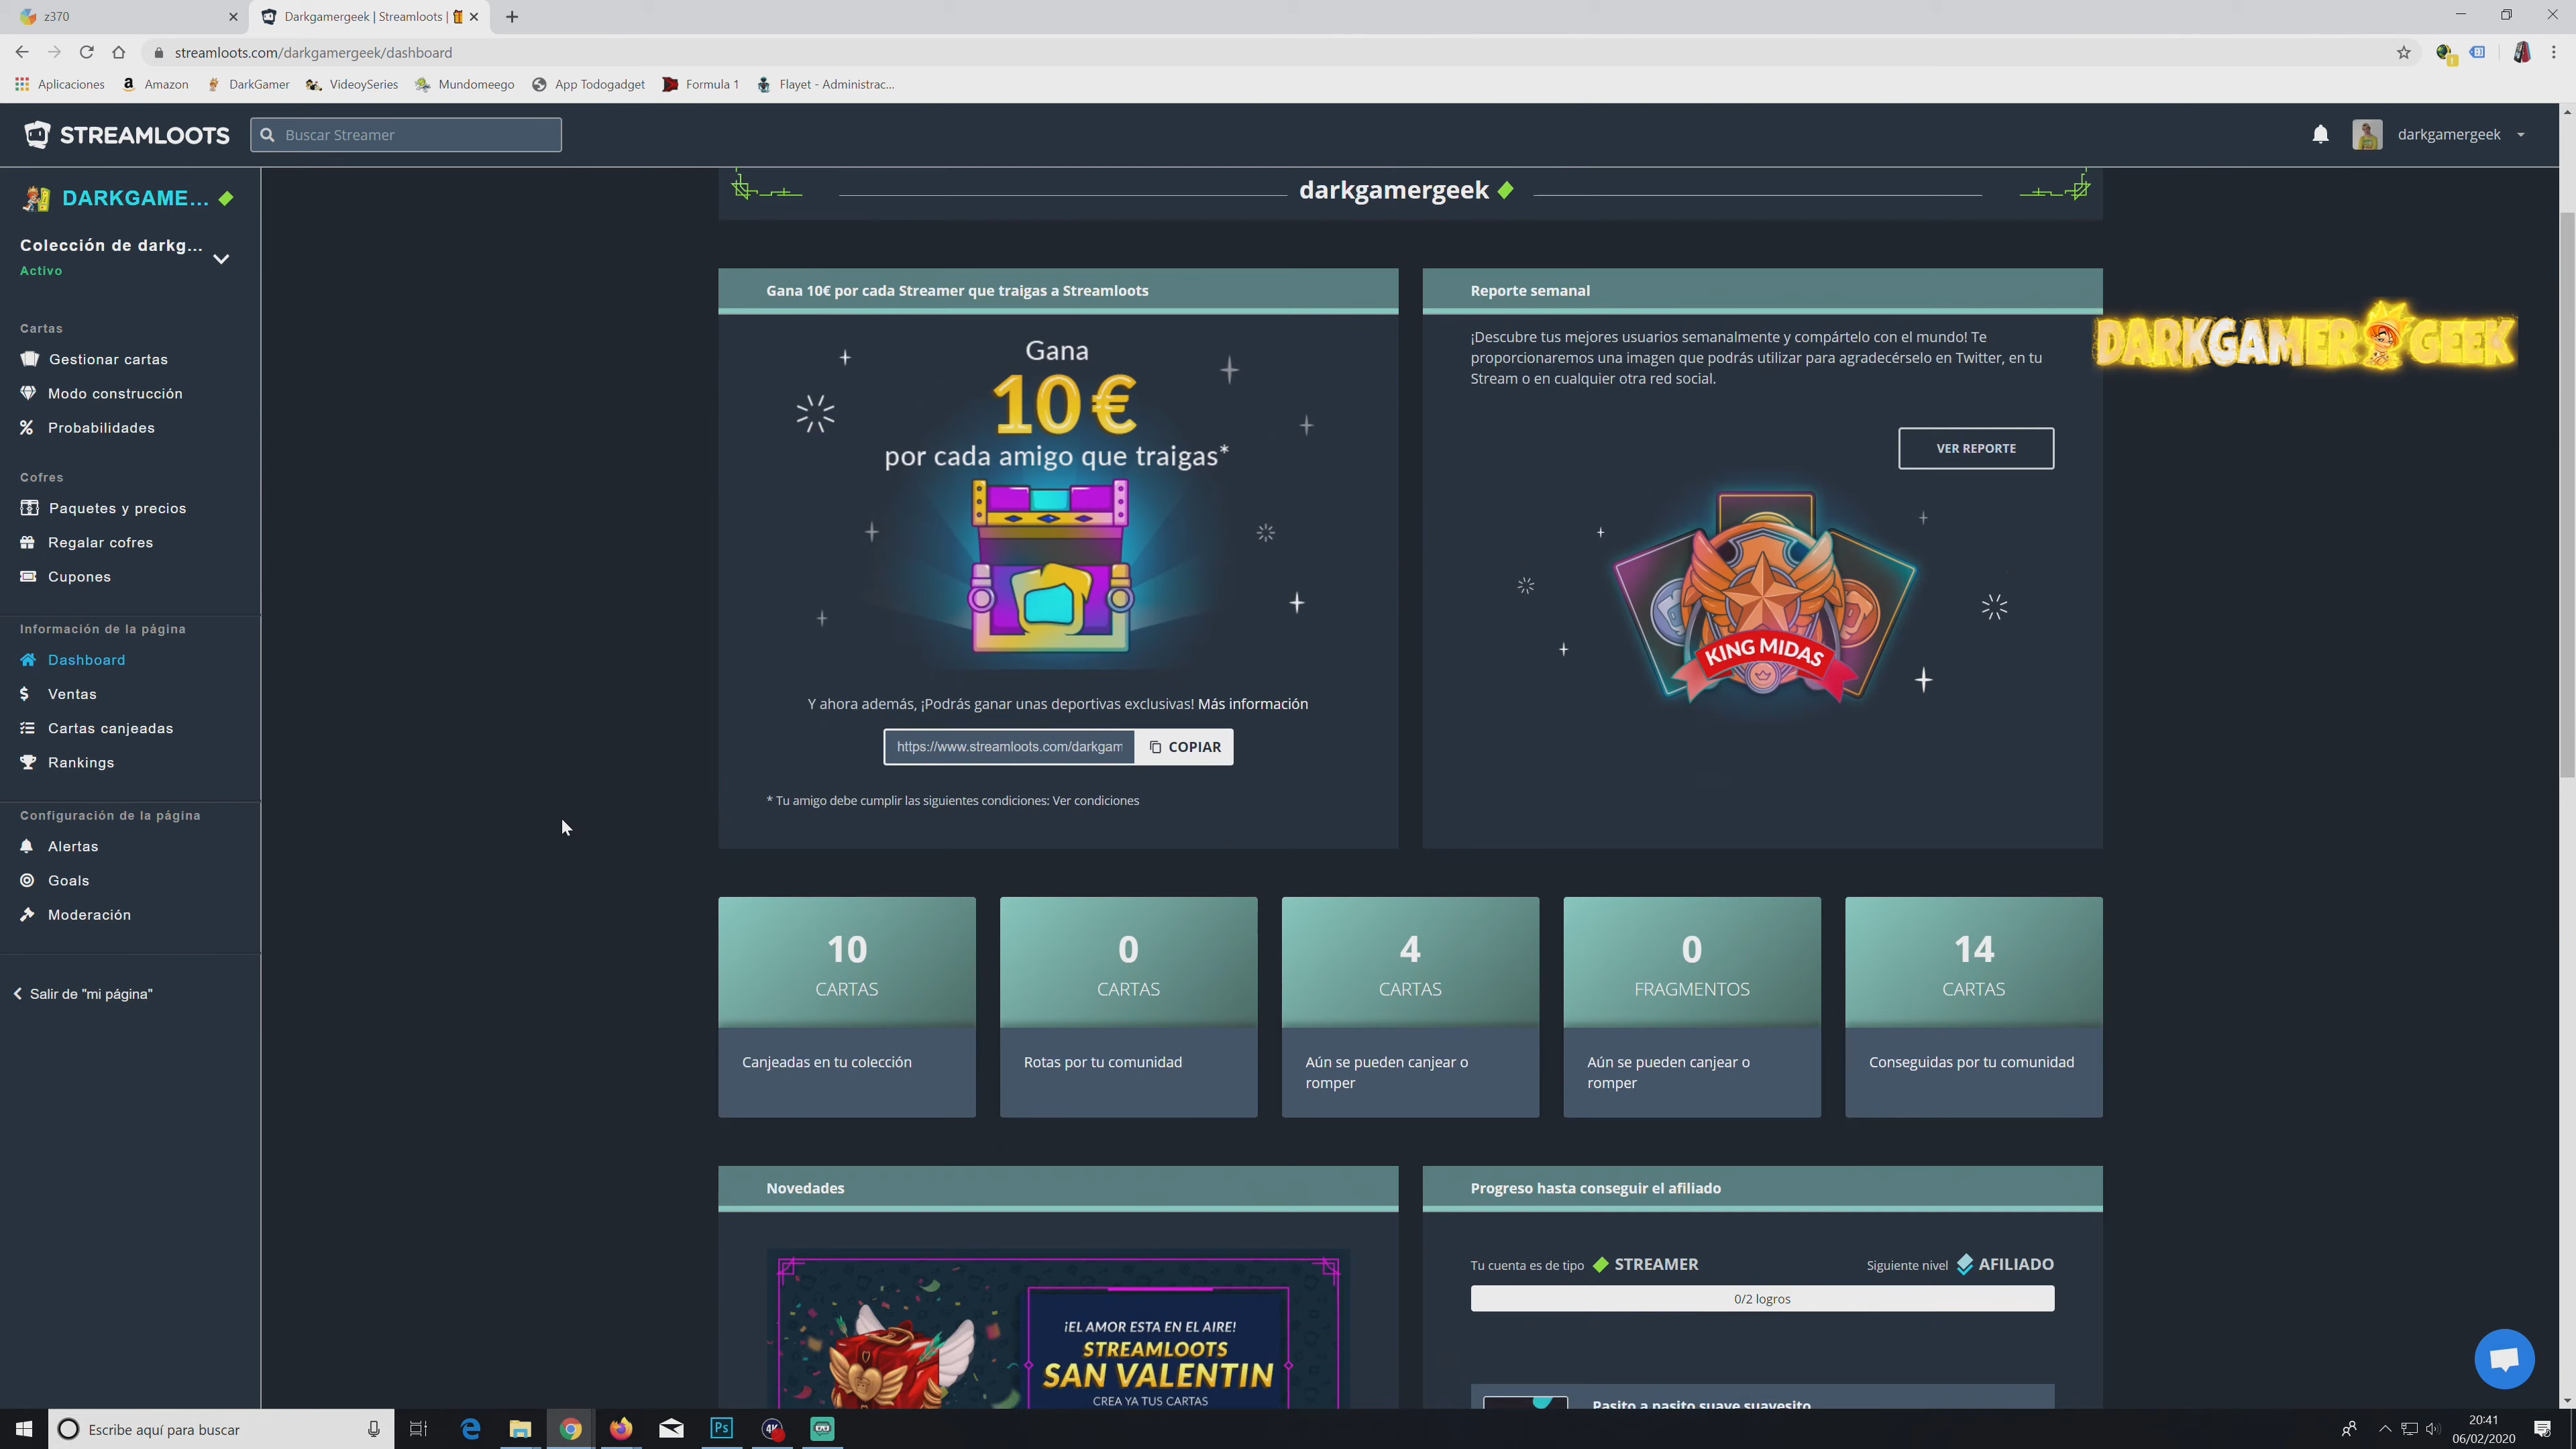 z370
Darkgamergeek | Streamloots |
streamloots.com/darkgamergeek/dashboard
Aplicaciones
Amazon
DarkGamer
VideoySeries
Mundomeego
App Todogadget
Formula 1
Flayet - Administrac...
STREAMLOOTS
Buscar Streamer
darkgamergeek
DARKGAME...
Colección de darkg...
Activo
Cartas
Gestionar cartas
Modo construcción
Probabilidades
Cofres
Paquetes y precios
Regalar cofres
Cupones
Información de la página
Dashboard
Ventas
Cartas canjeadas
Rankings
Configuración de la página
Alertas
Goals
Moderación
Salir de "mi página"
darkgamergeek
Gana 10€ por cada Streamer que traigas a Streamloots
Gana
10 €
por cada amigo que traigas*
Y ahora además, ¡Podrás ganar unas deportivas exclusivas! Más información
https://www.streamloots.com/darkgam
COPIAR
* Tu amigo debe cumplir las siguientes condiciones: Ver condiciones
Reporte semanal
¡Descubre tus mejores usuarios semanalmente y compártelo con el mundo! Te
proporcionaremos una imagen que podrás utilizar para agradecérselo en Twitter, en tu
Stream o en cualquier otra red social.
VER REPORTE
KING MIDAS
DARKGAMER GEEK
10
CARTAS
Canjeadas en tu colección
0
CARTAS
Rotas por tu comunidad
4
CARTAS
Aún se pueden canjear o
romper
0
FRAGMENTOS
Aún se pueden canjear o
romper
14
CARTAS
Conseguidas por tu comunidad
Novedades
¡EL AMOR ESTA EN EL AIRE!
STREAMLOOTS
SAN VALENTIN
CREA YA TUS CARTAS
Progreso hasta conseguir el afiliado
Tu cuenta es de tipo STREAMER
Siguiente nivel AFILIADO
0/2 logros
Pasito a pasito suave suavesito
Escribe aquí para buscar
Ps
4K
20:41
06/02/2020